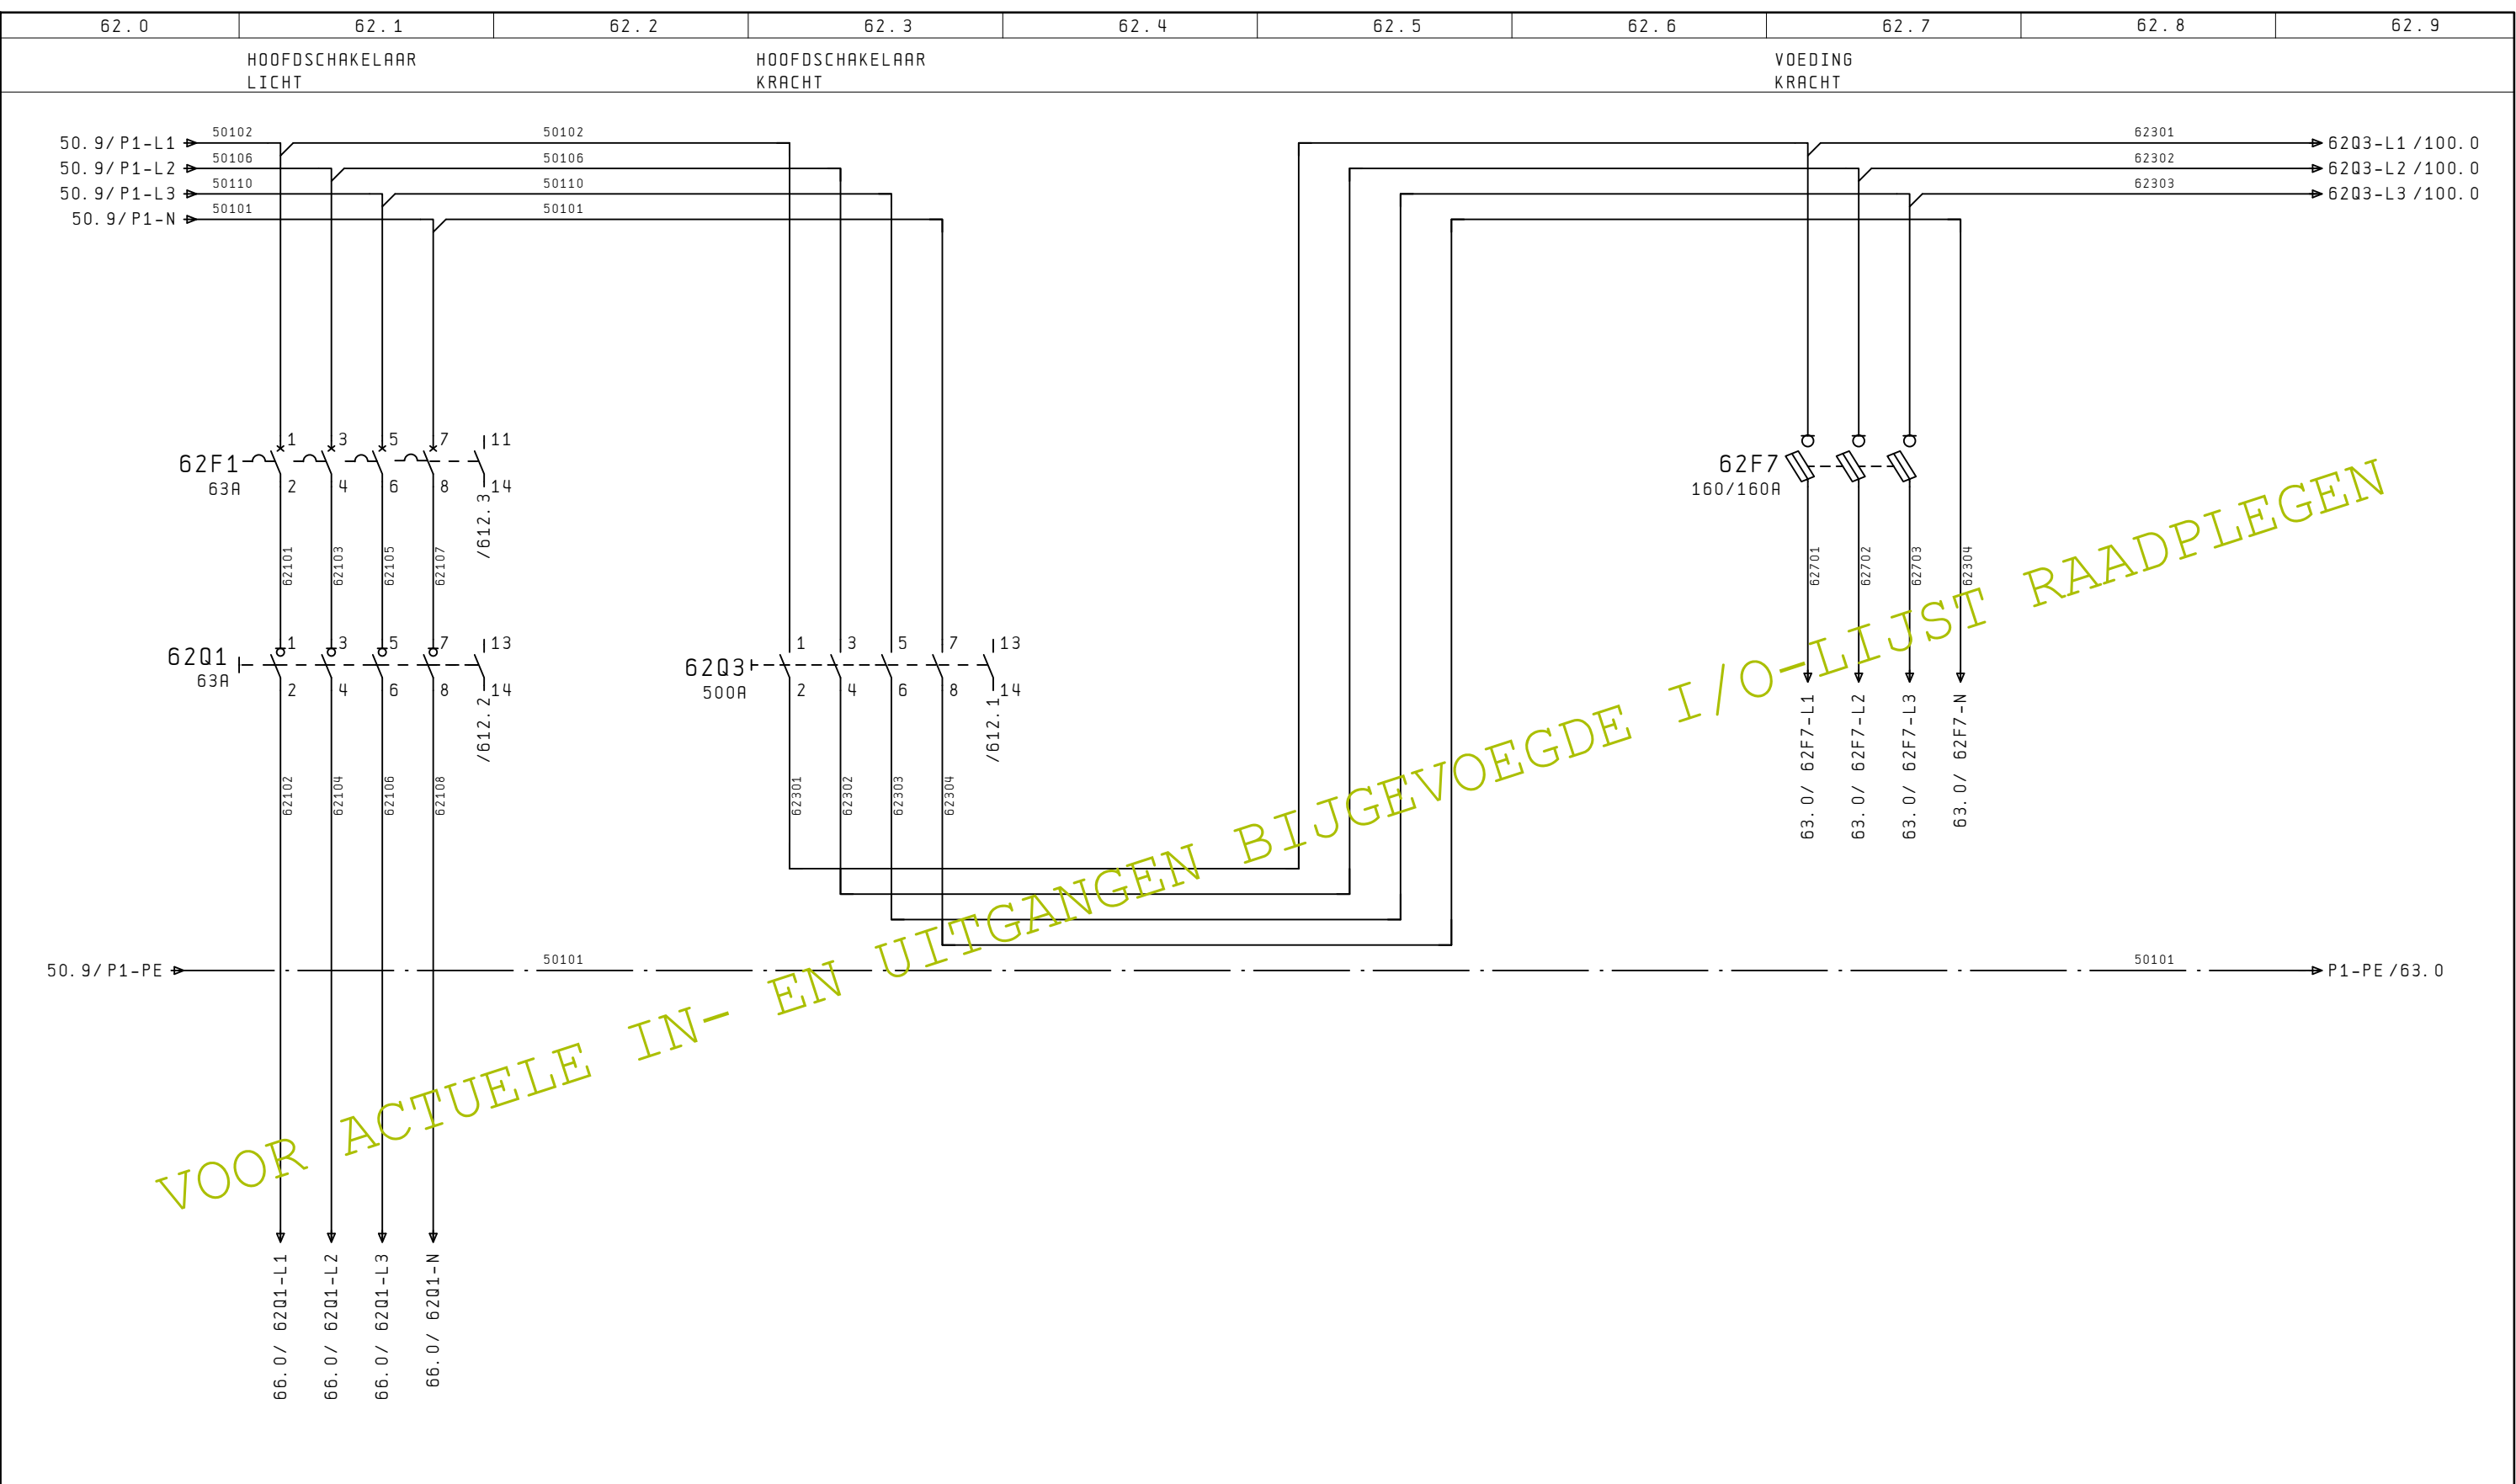 62.0 62.1 62.2 62.3 62.4 62.5 62.6 62.7 62.8 62.9
HOOFDSCHAKELAAR
LICHT
HOOFDSCHAKELAAR
KRACHT
VOEDING
KRACHT
50.9/P1-L1 50102 50102 62301 62Q3-L1/100.0
50.9/P1-L2 50106 50106 62302 62Q3-L2/100.0
50.9/P1-L3 50110 50110 62303 62Q3-L3/100.0
50.9/P1-N 50101 50101
1 3 5 7 11
62F1
63A
2 4 6 8 14
/612.3
62F7
160/160A
62101 62103 62105 62107
62701 62702 62703 62304
1 3 5 7 13
62Q1
63A
2 4 6 8 14
/612.2
1 3 5 7 13
62Q3
500A
2 4 6 8 14
/612.1
63.0/ 62F7-L1
63.0/ 62F7-L2
63.0/ 62F7-L3
63.0/ 62F7-N
62102 62104 62106 62108
62301 62302 62303 62304
50.9/P1-PE 50101 50101 P1-PE/63.0
VOOR ACTUELE IN- EN UITGANGEN BIJGEVOEGDE I/O-LIJST RAADPLEGEN
66.0/ 62Q1-L1
66.0/ 62Q1-L2
66.0/ 62Q1-L3
66.0/ 62Q1-N